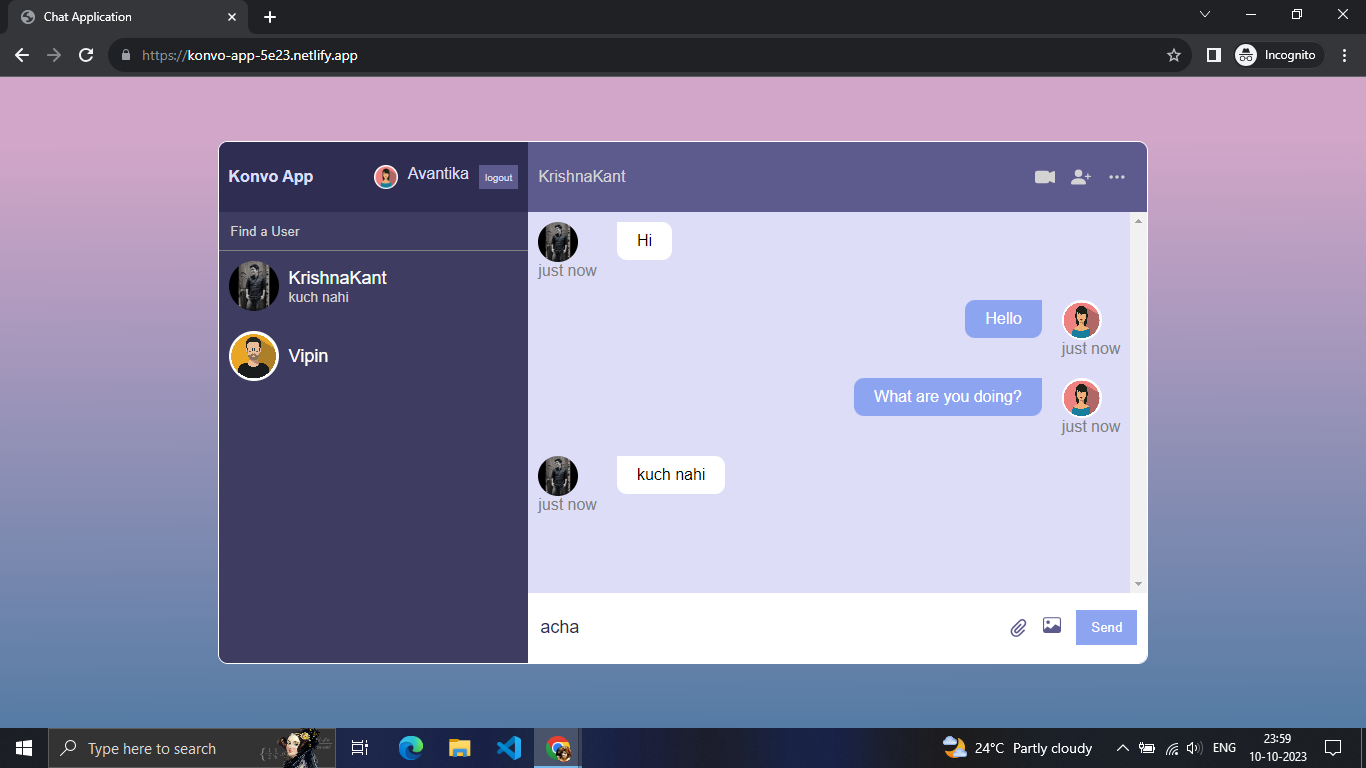 Chat Application
https://konvo-app-5e23.netlify.app
Incognito
Konvo App
Avantika
logout
Find a User
KrishnaKant
kuch nahi
Vipin
KrishnaKant
Hi
just now
Hello
just now
What are you doing?
just now
kuch nahi
just now
acha
Send
Type here to search
24°C Partly cloudy
ENG
23:59
10-10-2023